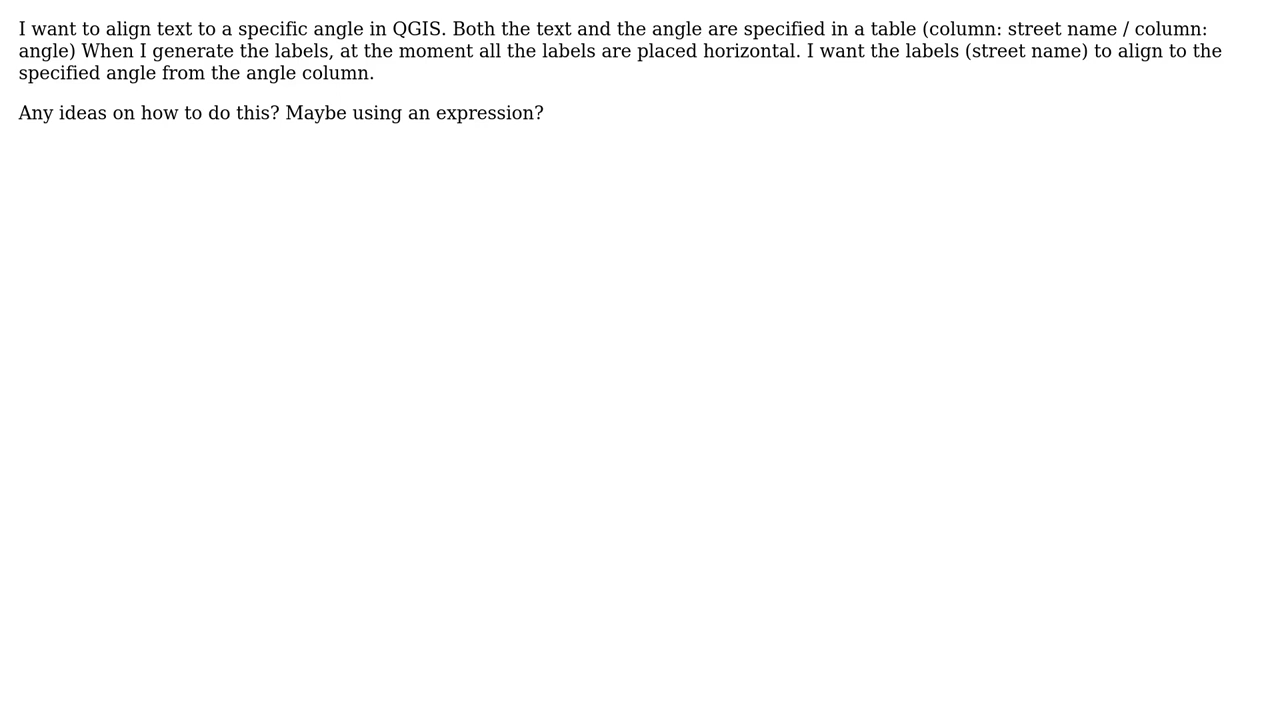 I want to align text to a specific angle in QGIS. Both the text and the angle are specified in a table (column: street name / column:
angle) When I generate the labels, at the moment all the labels are placed horizontal. I want the labels (street name) to align to the
specified angle from the angle column.
Any ideas on how to do this? Maybe using an expression?